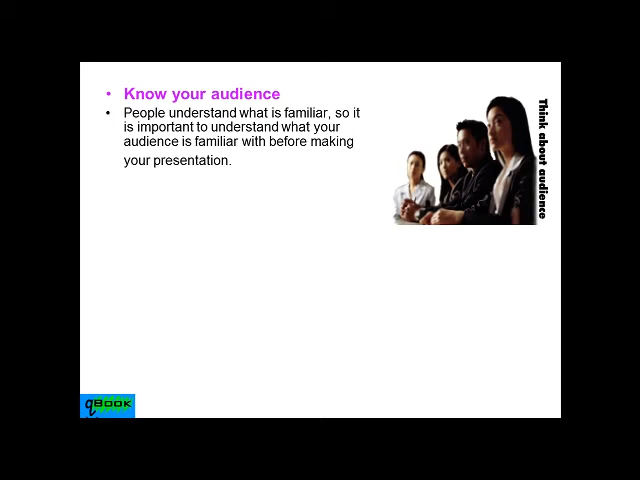 • Know your audience
• People understand what is familiar, so it
is important to understand what your
audience is familiar with before making
your presentation.
Think about audience
qBOOK